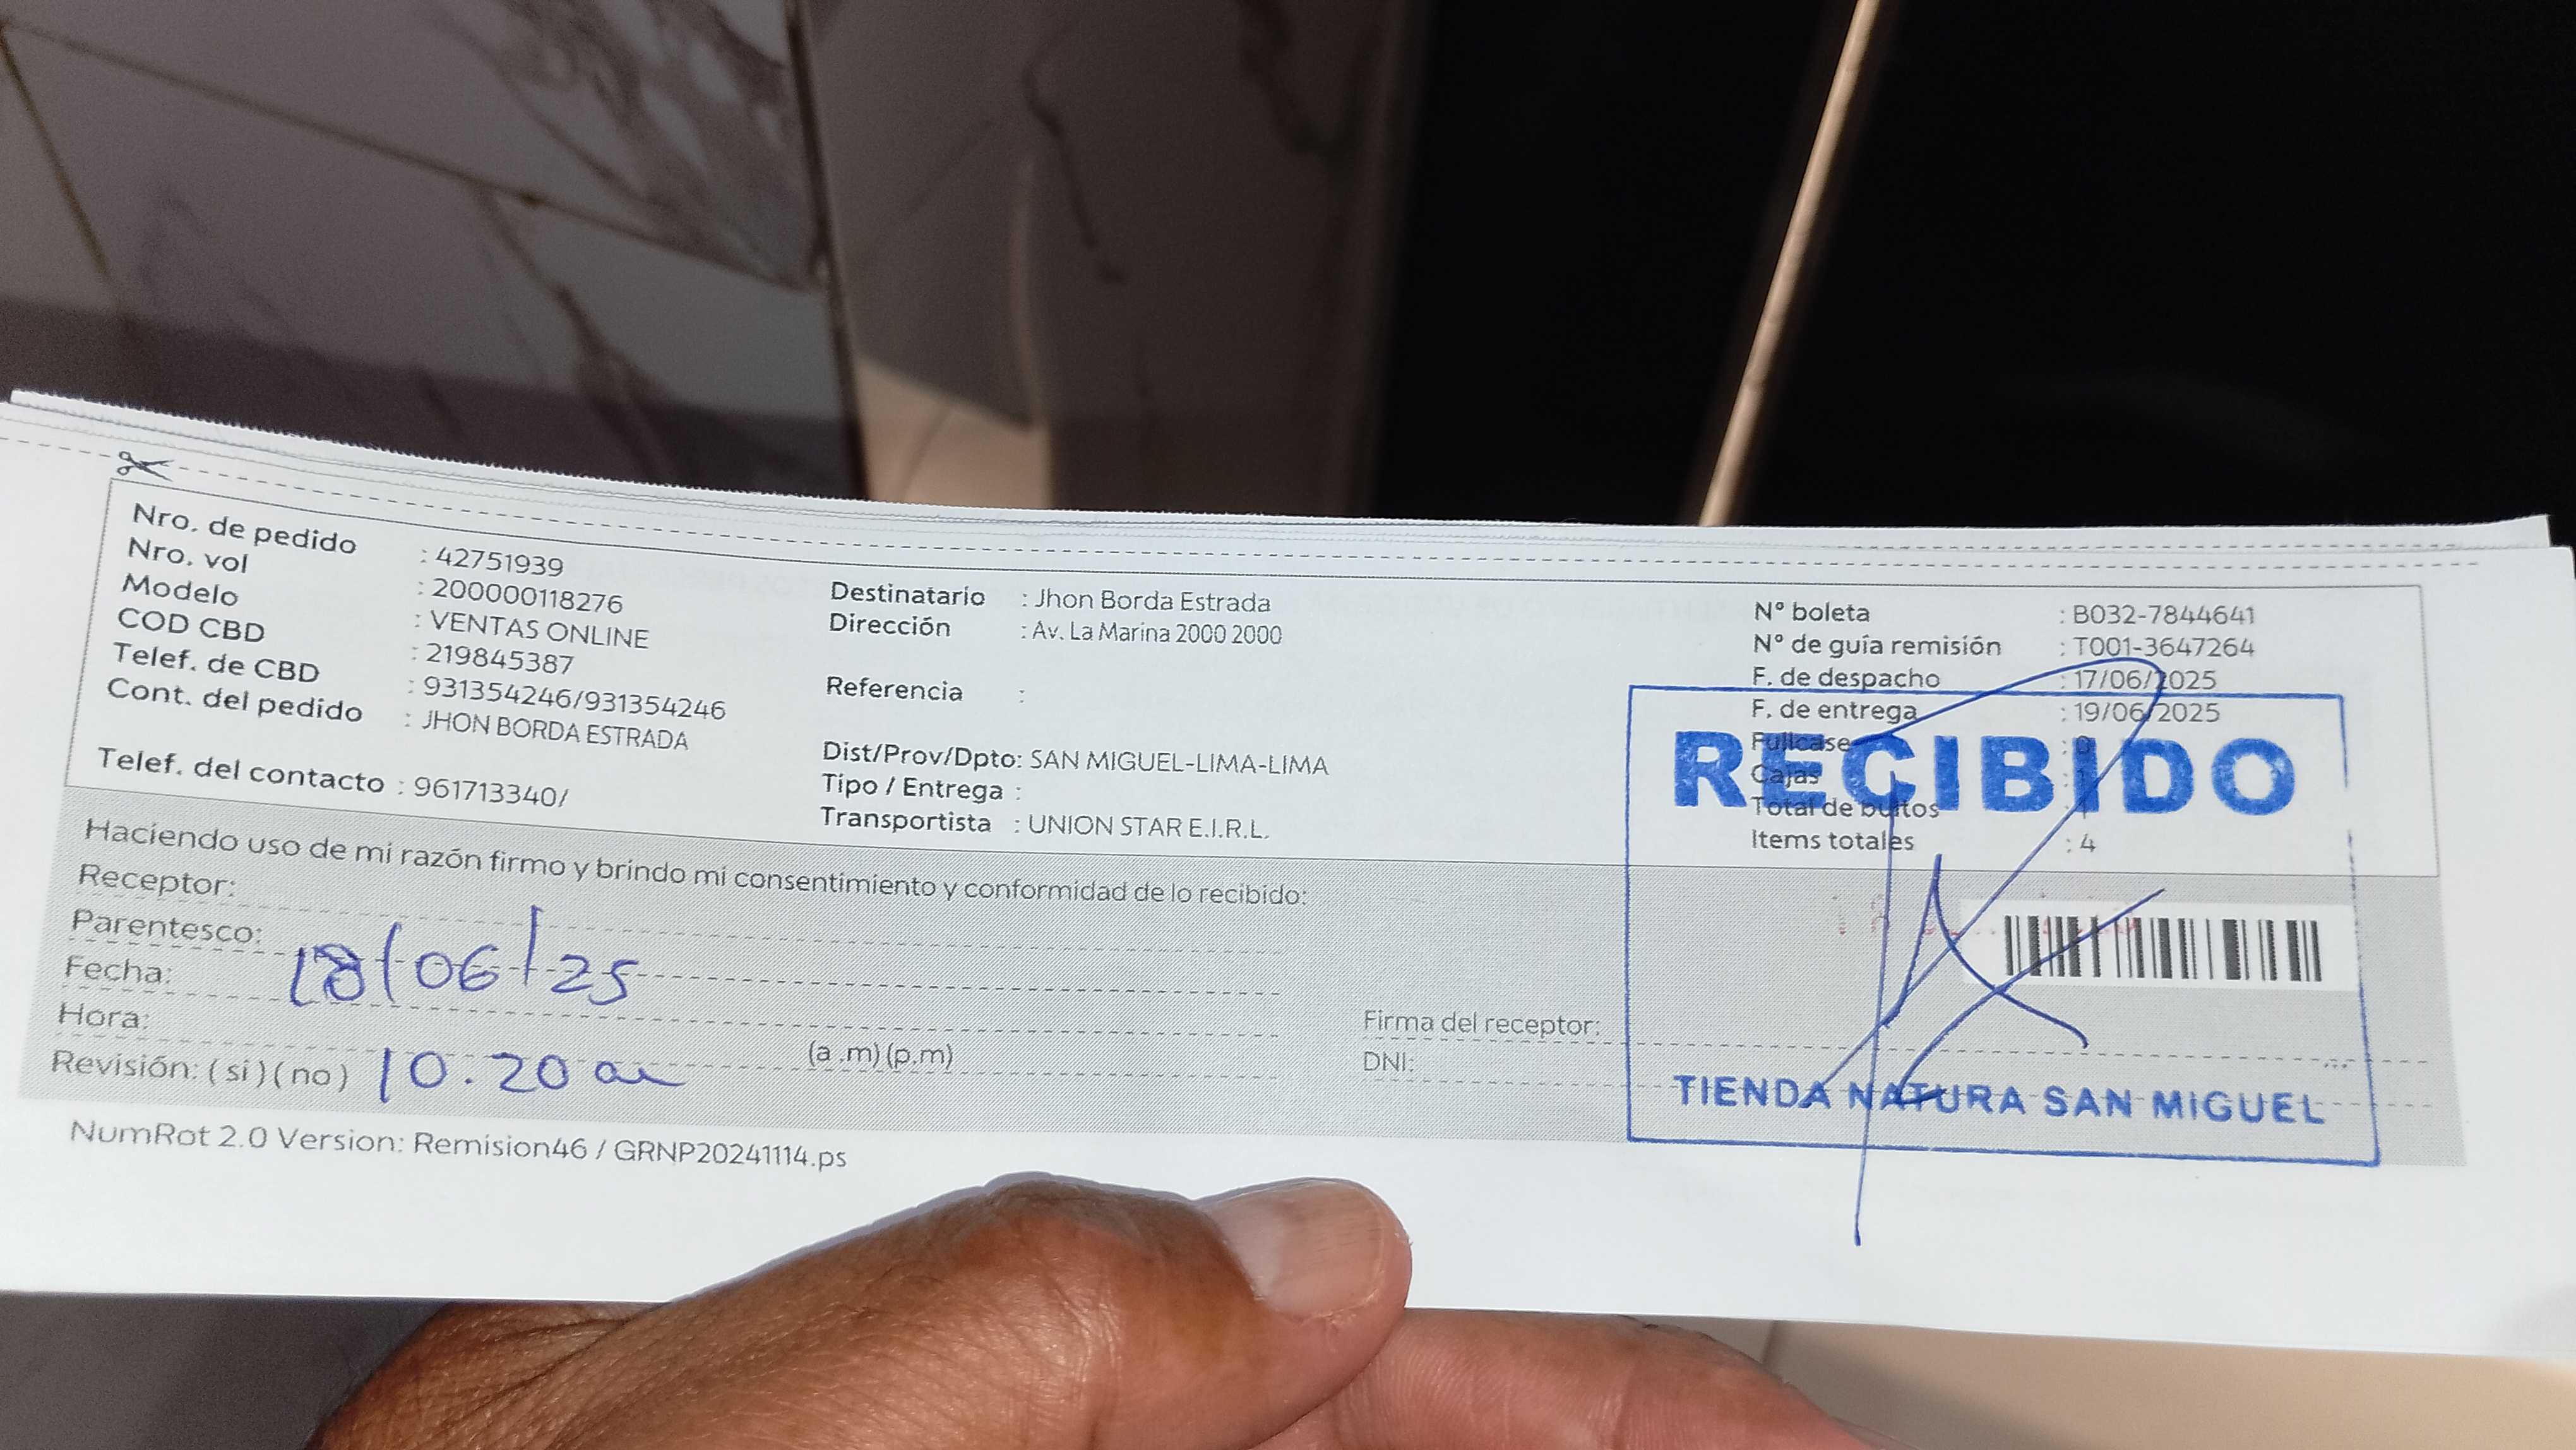 Nro. de pedido : 42751939
Nro. vol : 200000118276
Modelo : VENTAS ONLINE
COD CBD : 219845387
Telef. de CBD : 931354246/931354246
Cont. del pedido : JHON BORDA ESTRADA
Telef. del contacto : 961713340/
Destinatario : Jhon Borda Estrada
Dirección : Av. La Marina 2000 2000
Referencia :
Dist/Prov/Dpto: SAN MIGUEL-LIMA-LIMA
Tipo / Entrega :
Transportista : UNION STAR E.I.R.L.
N° boleta : B032-7844641
N° de guía remisión : T001-3647264
F. de despacho : 17/06/2025
F. de entrega : 19/06/2025
Fullcase : 0
Cajas : 1
Total de bultos : 1
Items totales : 4
RECIBIDO
Haciendo uso de mi razón firmo y brindo mi consentimiento y conformidad de lo recibido:
Receptor:
Parentesco:
Fecha: 18/06/25
Hora: (a.m)(p.m)
Revisión: (si)(no) 10.20 am
Firma del receptor:
DNI:
TIENDA NATURA SAN MIGUEL
NumRot 2.0 Version: Remision46 / GRNP20241114.ps